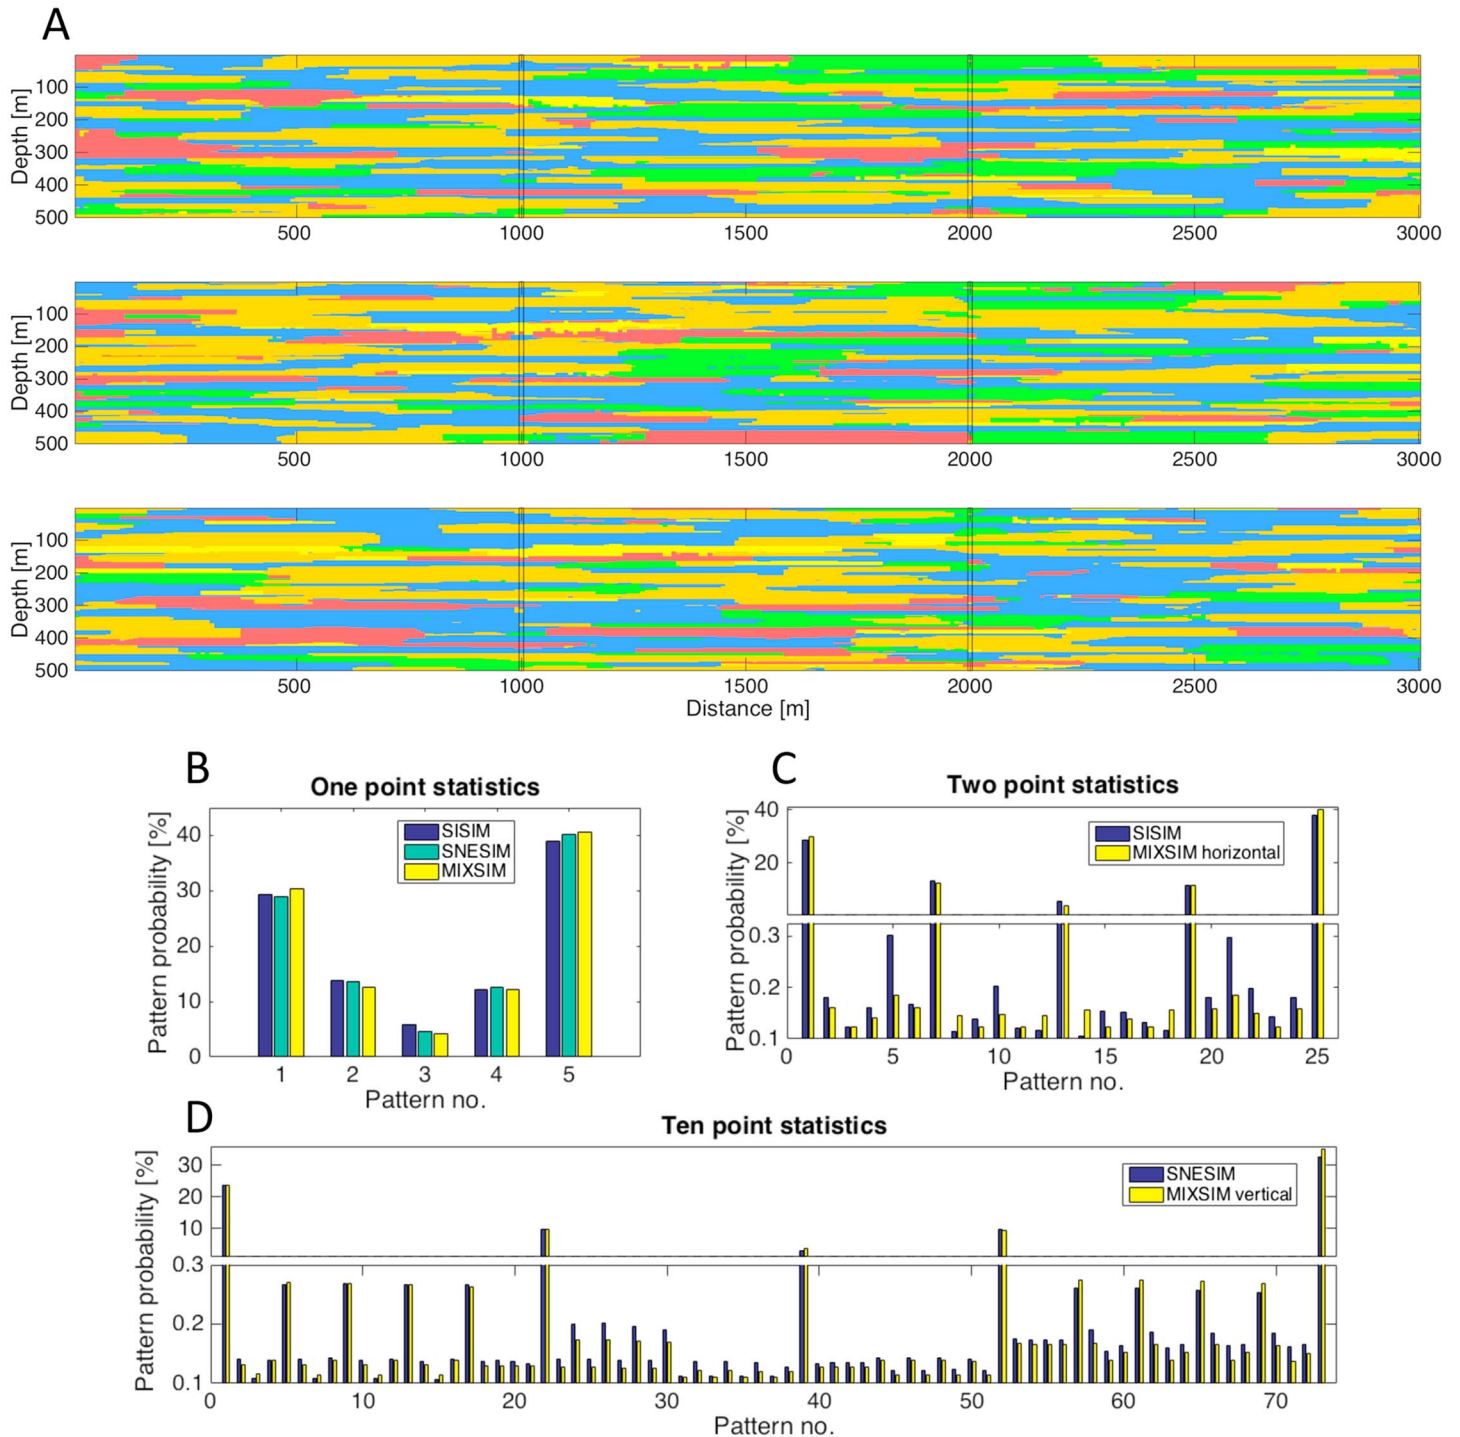 A
Depth [m]
100
200
300
400
500
500 1000 1500 2000 2500 3000
Depth [m]
100
200
300
400
500
500 1000 1500 2000 2500 3000
Depth [m]
100
200
300
400
500
500 1000 1500 2000 2500 3000
Distance [m]
B
One point statistics
Pattern probability [%]
40
30
20
10
0
SISIM
SNESIM
MIXSIM
1 2 3 4 5
Pattern no.
C
Two point statistics
Pattern probability [%]
40
20
0.3
0.2
0.1
SISIM
MIXSIM horizontal
0 5 10 15 20 25
Pattern no.
D
Ten point statistics
Pattern probability [%]
30
20
10
0.3
0.2
0.1
SNESIM
MIXSIM vertical
0 10 20 30 40 50 60 70
Pattern no.